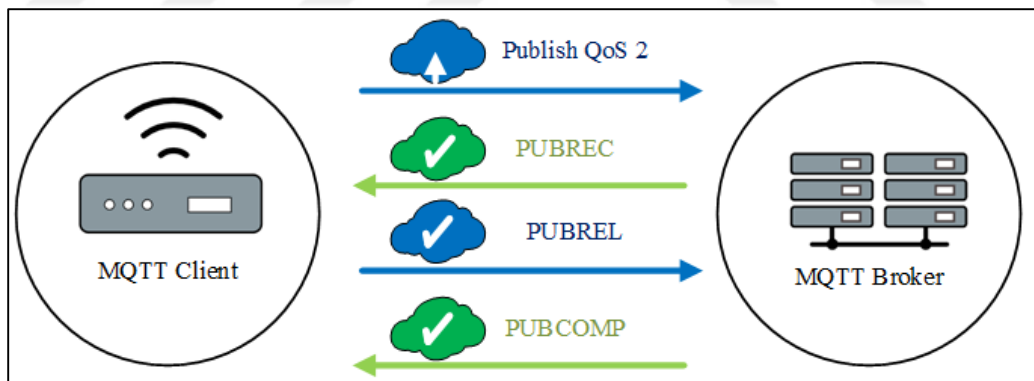 Publish QoS 2
PUBREC
PUBREL
PUBCOMP
MQTT Client
MQTT Broker